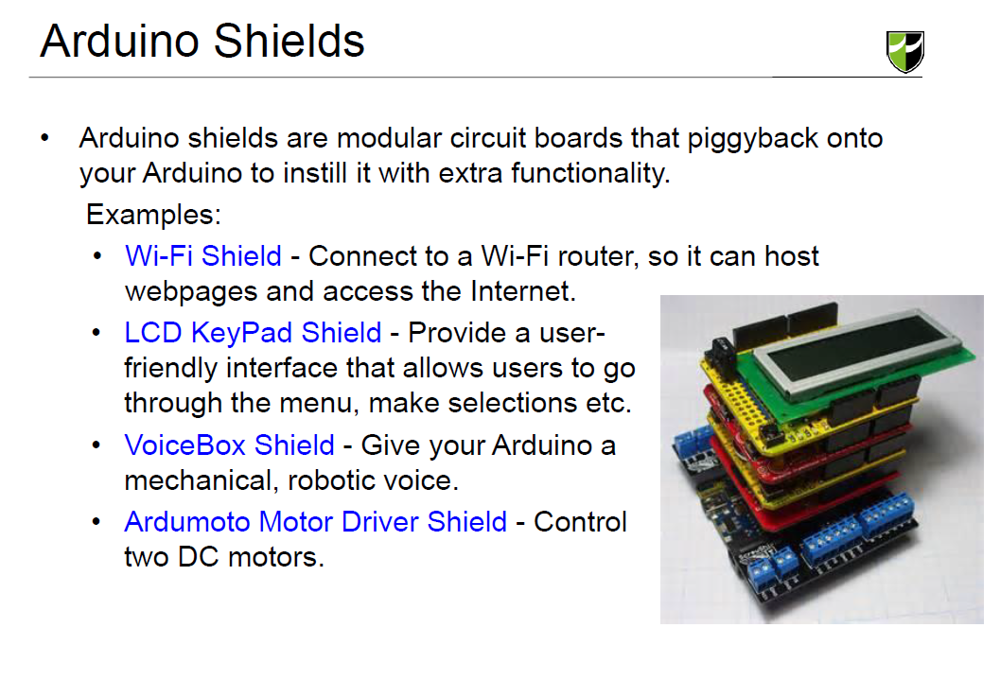 Arduino Shields
• Arduino shields are modular circuit boards that piggyback onto
your Arduino to instill it with extra functionality.
Examples:
• Wi-Fi Shield - Connect to a Wi-Fi router, so it can host
webpages and access the Internet.
• LCD KeyPad Shield - Provide a user-
friendly interface that allows users to go
through the menu, make selections etc.
• VoiceBox Shield - Give your Arduino a
mechanical, robotic voice.
• Ardumoto Motor Driver Shield - Control
two DC motors.